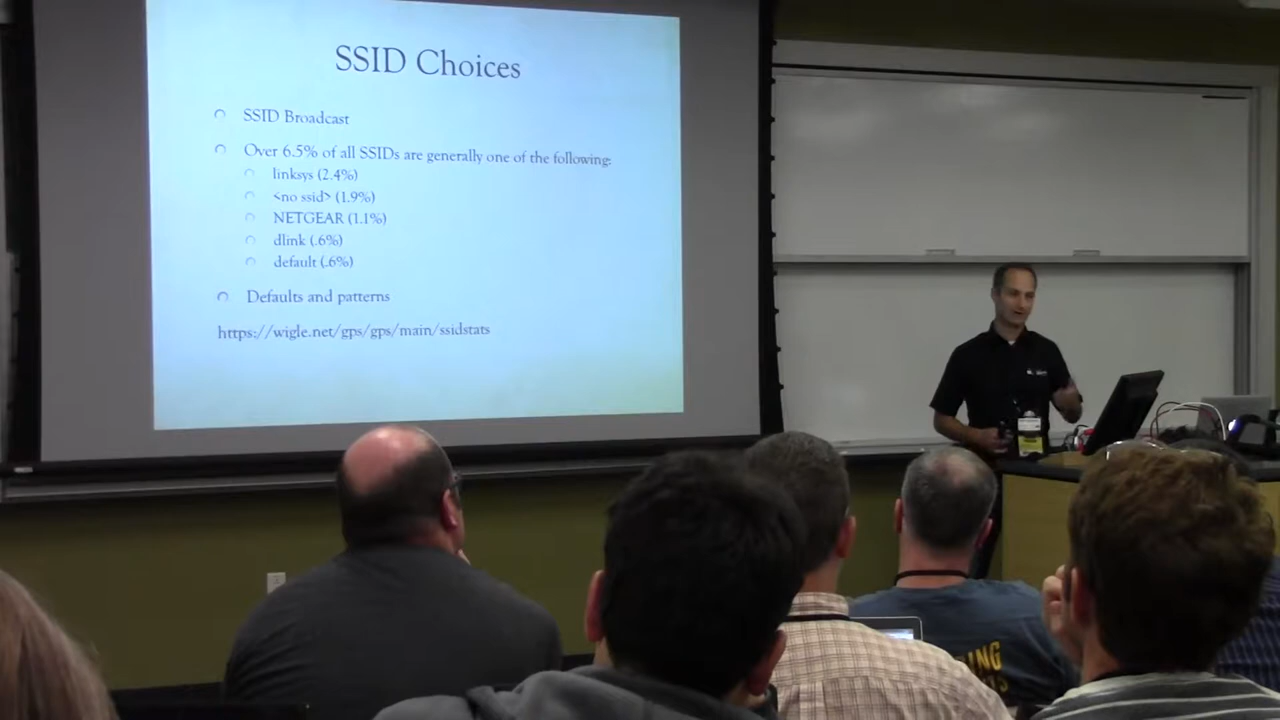 SSID Choices
SSID Broadcast
Over 6.5% of all SSIDs are generally one of the following:
linksys (2.4%)
<no ssid> (1.9%)
NETGEAR (1.1%)
dlink (.6%)
default (.6%)
Defaults and patterns
https://wigle.net/gps/gps/main/ssidstats